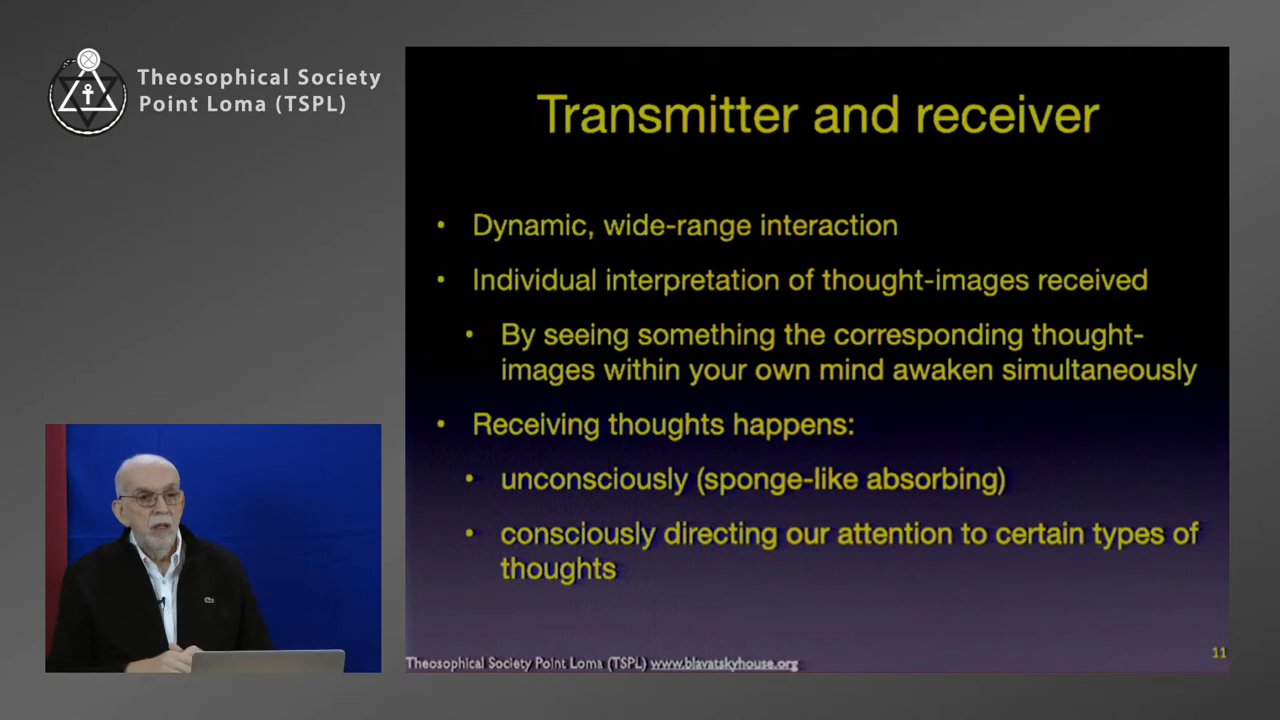 Theosophical Society
Point Loma (TSPL)
Transmitter and receiver
• Dynamic, wide-range interaction
• Individual interpretation of thought-images received
• By seeing something the corresponding thought-
images within your own mind awaken simultaneously
• Receiving thoughts happens:
• unconsciously (sponge-like absorbing)
• consciously directing our attention to certain types of
thoughts
Theosophical Society Point Loma (TSPL) www.blavatskyhouse.org
11